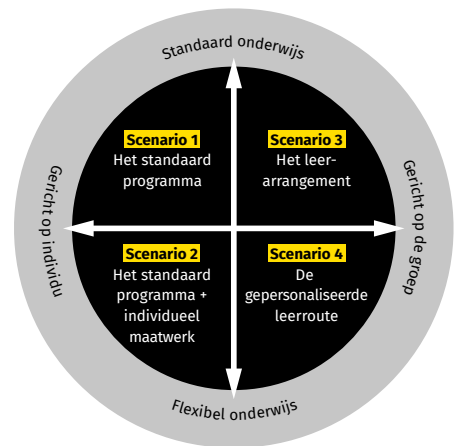 Standaard onderwijs
Gericht op individu
Gericht op de groep
Scenario 1
Het standaard
programma
Scenario 3
Het leer-
arrangement
Scenario 2
Het standaard
programma +
individueel
maatwerk
Scenario 4
De
gepersonaliseerde
leerroute
Flexibel onderwijs